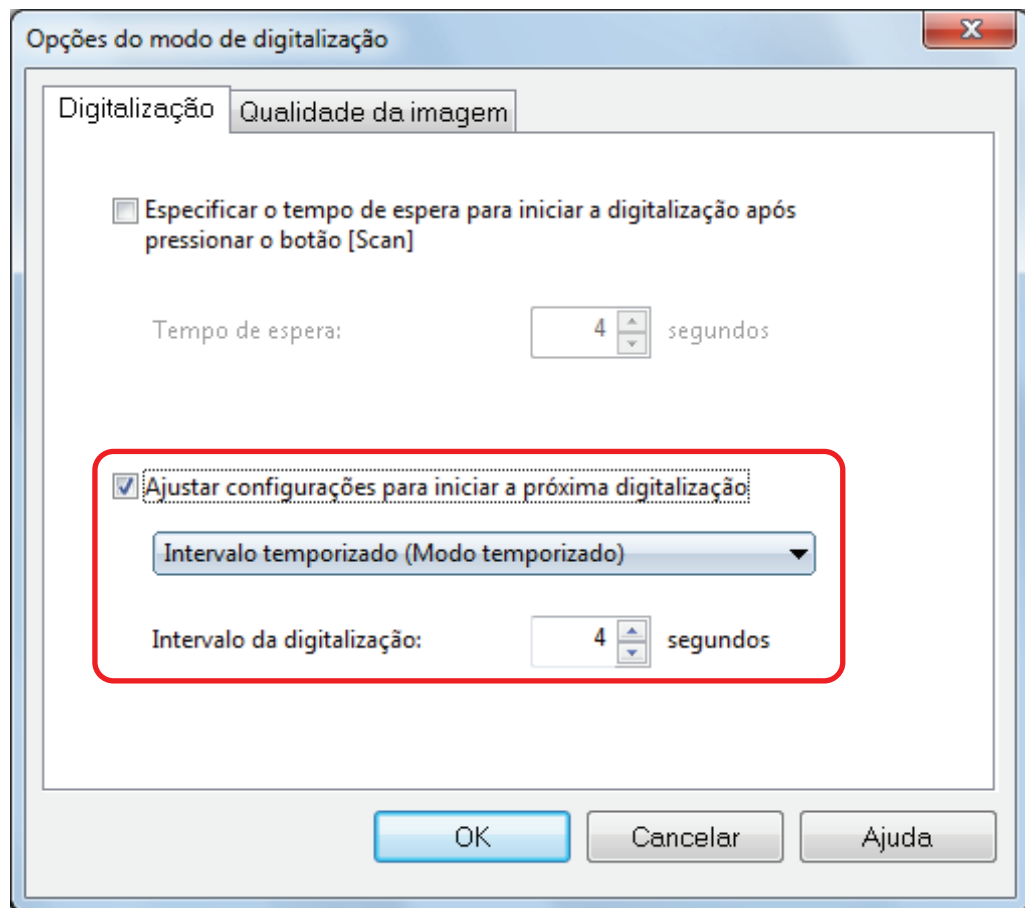 Opções do modo de digitalização
X
Digitalização
Qualidade da imagem
Especificar o tempo de espera para iniciar a digitalização após
pressionar o botão [Scan]
Tempo de espera: 4 segundos
Ajustar configurações para iniciar a próxima digitalização
Intervalo temporizado (Modo temporizado)
Intervalo da digitalização: 4 segundos
OK
Cancelar
Ajuda